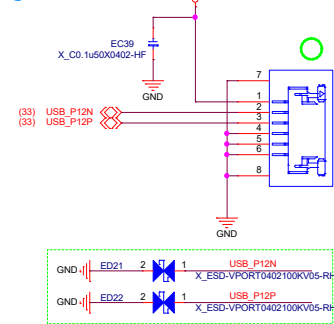 EC39
X_C0.1u50X0402-HF
GND
(33) USB_P12N
(33) USB_P12P
7
1
2
3
4
5
6
8
GND
GND ED21 2 1 USB_P12N
X_ESD-VPORT0402100KV05-RH
GND ED22 2 1 USB_P12P
X_ESD-VPORT0402100KV05-RH